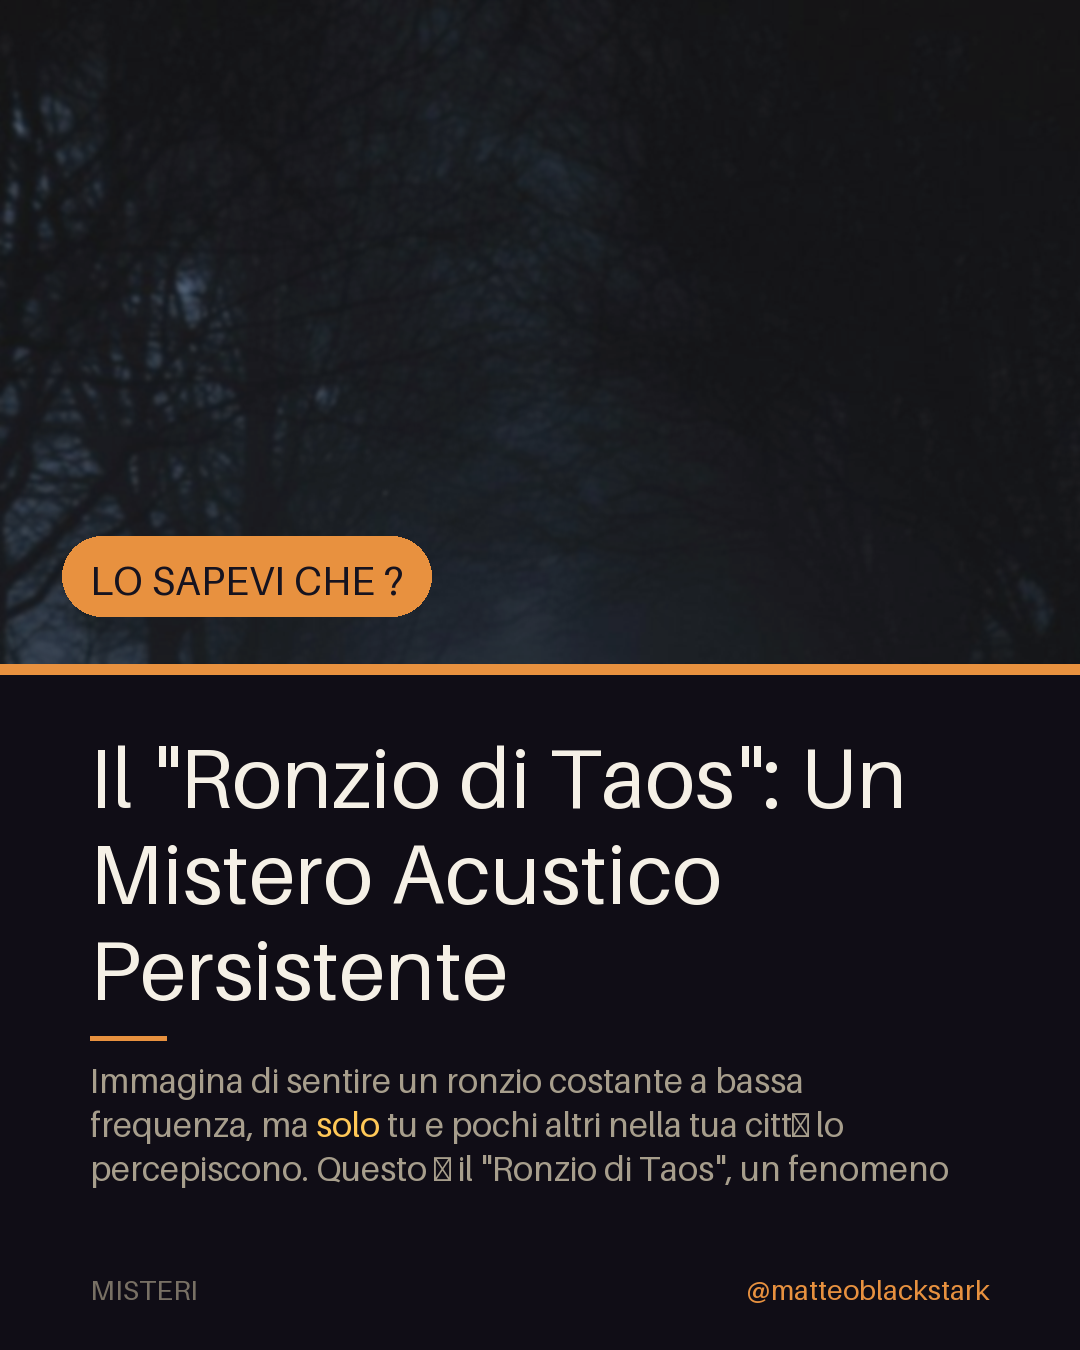 LO SAPEVI CHE ?
Il "Ronzio di Taos": Un
Mistero Acustico
Persistente
Immagina di sentire un ronzio costante a bassa
frequenza, ma solo tu e pochi altri nella tua citt☒ lo
percepiscono. Questo ☒ il "Ronzio di Taos", un fenomeno
MISTERI
@matteoblackstark